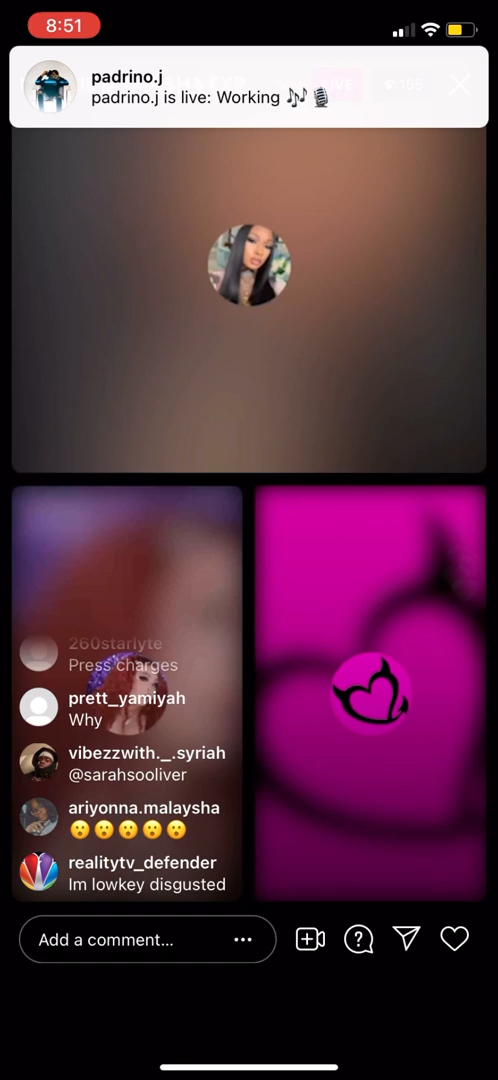 8:51
padrino.j
padrino.j is live: Working 🎶🎙
260starlyte
Press charges
prett_yamiyah
Why
vibezzwith._.syriah
@sarahsooliver
ariyonna.malaysha
😮😮😮😮😮
realitytv_defender
Im lowkey disgusted
Add a comment...